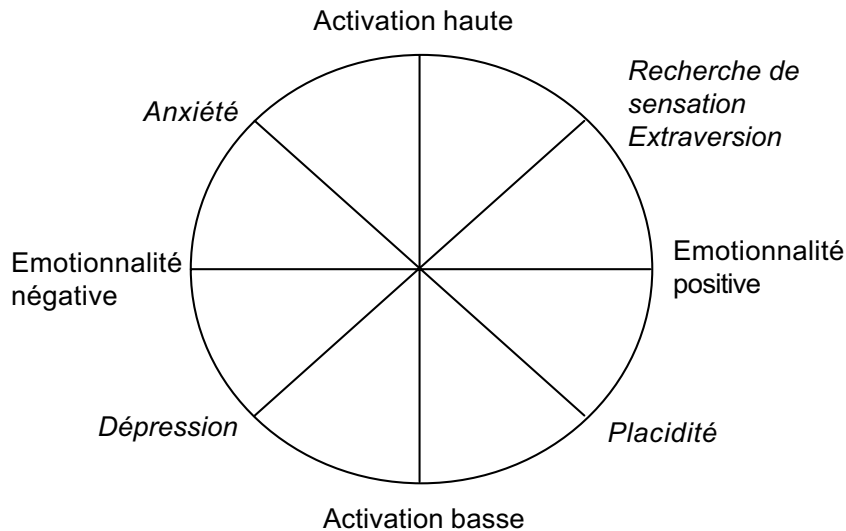 Activation haute
Recherche de
sensation
Extraversion
Anxiété
Emotionnalité
négative
Emotionnalité
positive
Dépression
Placidité
Activation basse